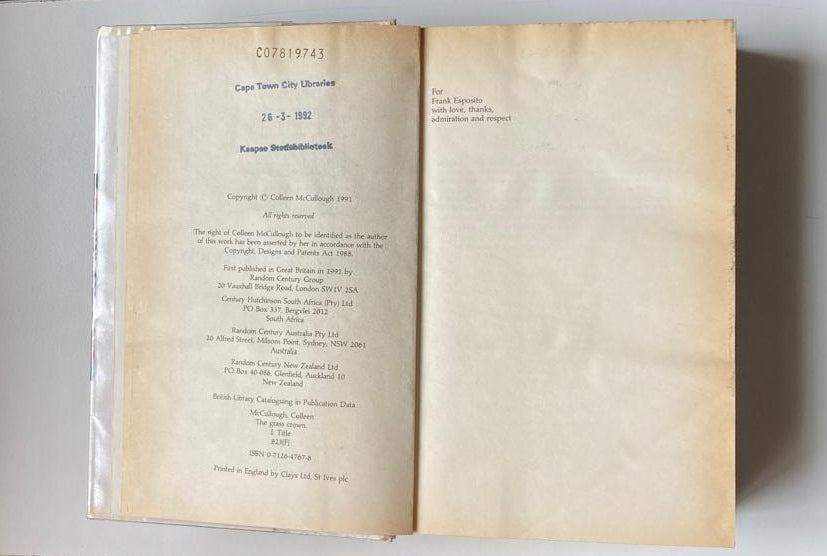 C07819743
Cape Town City Libraries
26 -3- 1992
Kaapse Stadsbiblioteek
Copyright © Colleen McCullough 1991
All rights reserved
The right of Colleen McCullough to be identified as the author
of this work has been asserted by her in accordance with the
Copyright, Designs and Patents Act 1988.
First published in Great Britain in 1991 by
Random Century Group
20 Vauxhall Bridge Road, London SW1V 2SA
Century Hutchinson South Africa (Pty) Ltd
PO Box 337, Bergvlei 2012
South Africa
Random Century Australia Pty Ltd
20 Alfred Street, Milsons Point, Sydney, NSW 2061
Australia
Random Century New Zealand Ltd
PO Box 40-086, Glenfield, Auckland 10
New Zealand
British Library Cataloguing in Publication Data
McCullough, Colleen
The grass crown.
I. Title
823[F]
ISBN 0-7126-4767-8
Printed in England by Clays Ltd, St Ives plc
For
Frank Esposito
with love, thanks,
admiration and respect